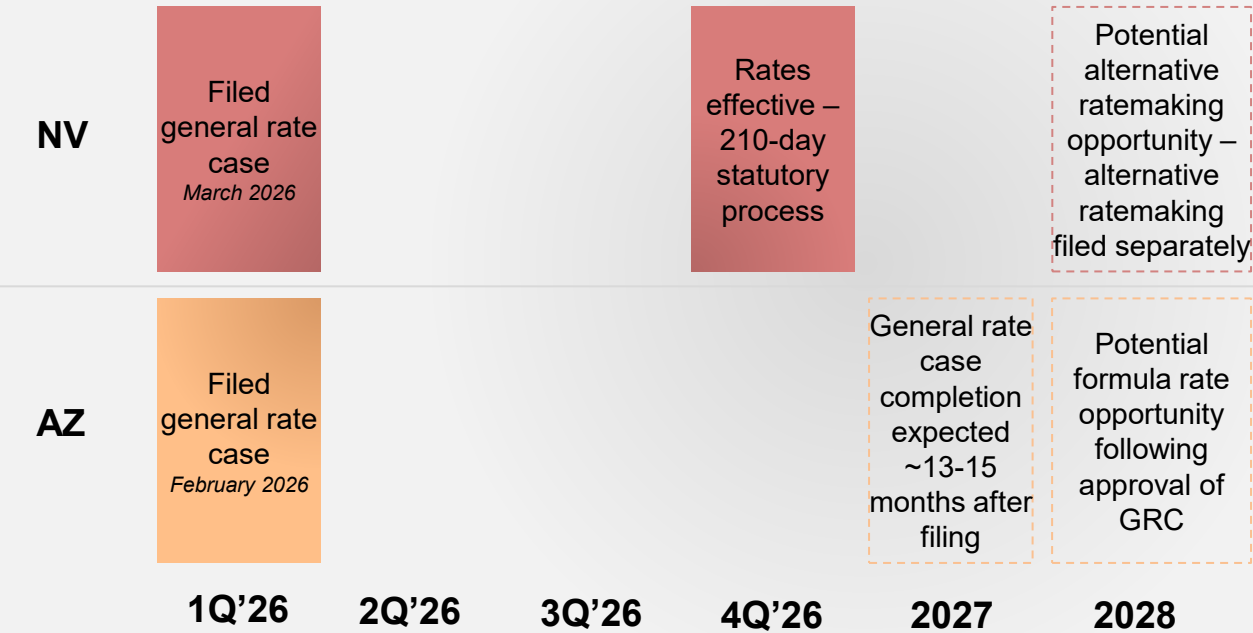 NV
Filed
general rate
case
March 2026
Rates
effective –
210-day
statutory
process
Potential
alternative
ratemaking
opportunity –
alternative
ratemaking
filed separately
AZ
Filed
general rate
case
February 2026
General rate
case
completion
expected
~13-15
months after
filing
Potential
formula rate
opportunity
following
approval of
GRC
1Q’26 2Q’26 3Q’26 4Q’26 2027 2028